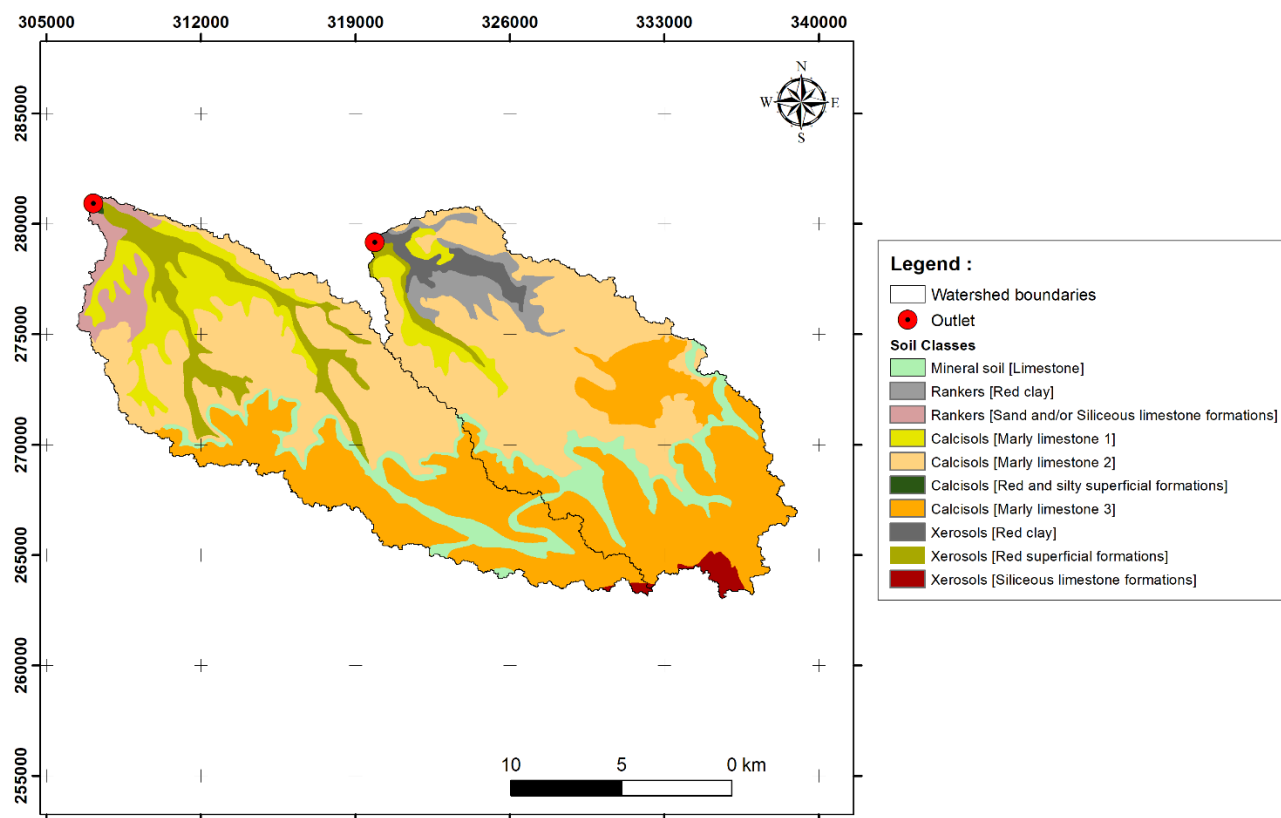 305000 312000 319000 326000 333000 340000
N
W E
S
285000
280000
275000
270000
265000
260000
255000
10 5 0 km
Legend :
Watershed boundaries
Outlet
Soil Classes
Mineral soil [Limestone]
Rankers [Red clay]
Rankers [Sand and/or Siliceous limestone formations]
Calcisols [Marly limestone 1]
Calcisols [Marly limestone 2]
Calcisols [Red and silty superficial formations]
Calcisols [Marly limestone 3]
Xerosols [Red clay]
Xerosols [Red superficial formations]
Xerosols [Siliceous limestone formations]